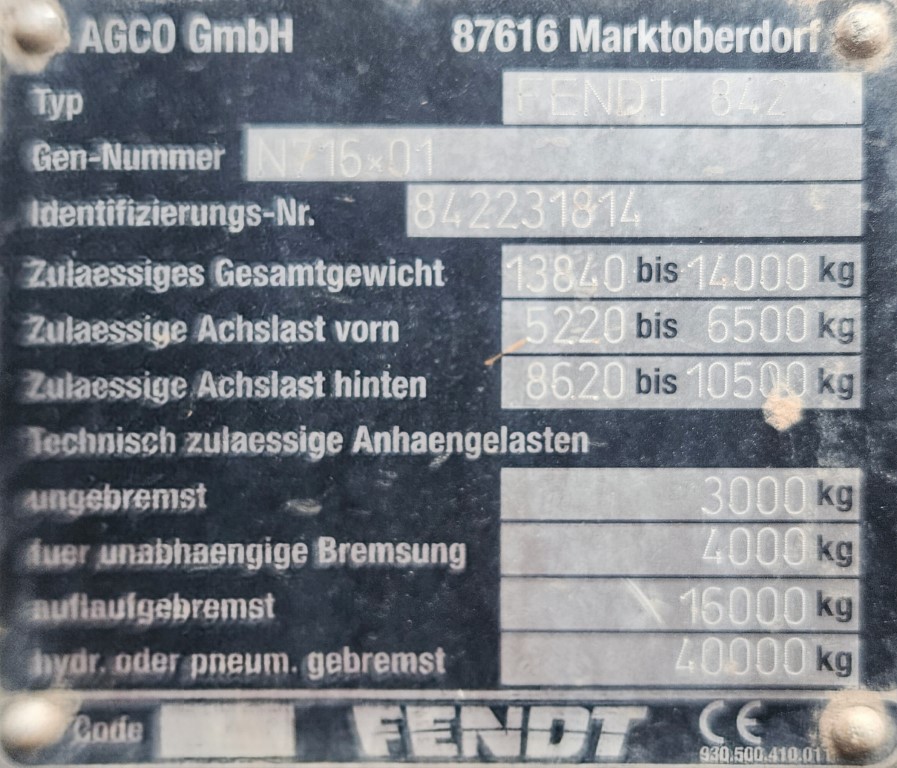 AGCO GmbH 87616 Marktoberdorf
Typ FENDT 842
Gen-Nummer N716*01
Identifizierungs-Nr. 842231814
Zulaessiges Gesamtgewicht 13840 bis 14000 kg
Zulaessige Achslast vorn 5220 bis 6500 kg
Zulaessige Achslast hinten 8620 bis 10500 kg
Technisch zulaessige Anhaengelasten
ungebremst 3000 kg
fuer unabhaengige Bremsung 4000 kg
auflaufgebremst 16000 kg
hydr. oder pneum. gebremst 40000 kg
Code FENDT CE
930.500.410.011